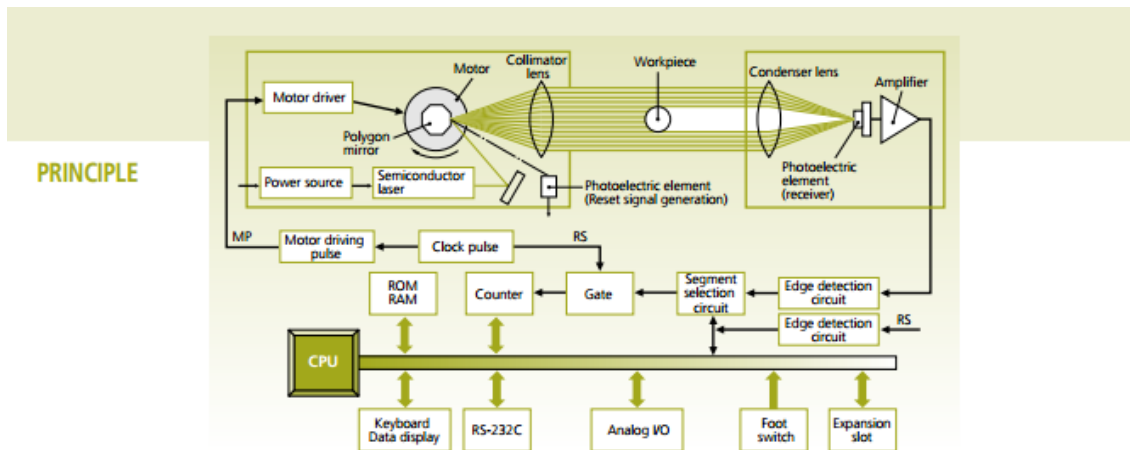 PRINCIPLE
Motor
Collimator
lens
Workpiece
Condenser lens
Amplifier
Motor driver
Polygon
mirror
Power source
Semiconductor
laser
Photoelectric element
(Reset signal generation)
Photoelectric
element
(receiver)
MP
Motor driving
pulse
Clock pulse
RS
ROM
RAM
Counter
Gate
Segment
selection
circuit
Edge detection
circuit
Edge detection
circuit
RS
CPU
Keyboard
Data display
RS-232C
Analog I/O
Foot
switch
Expansion
slot